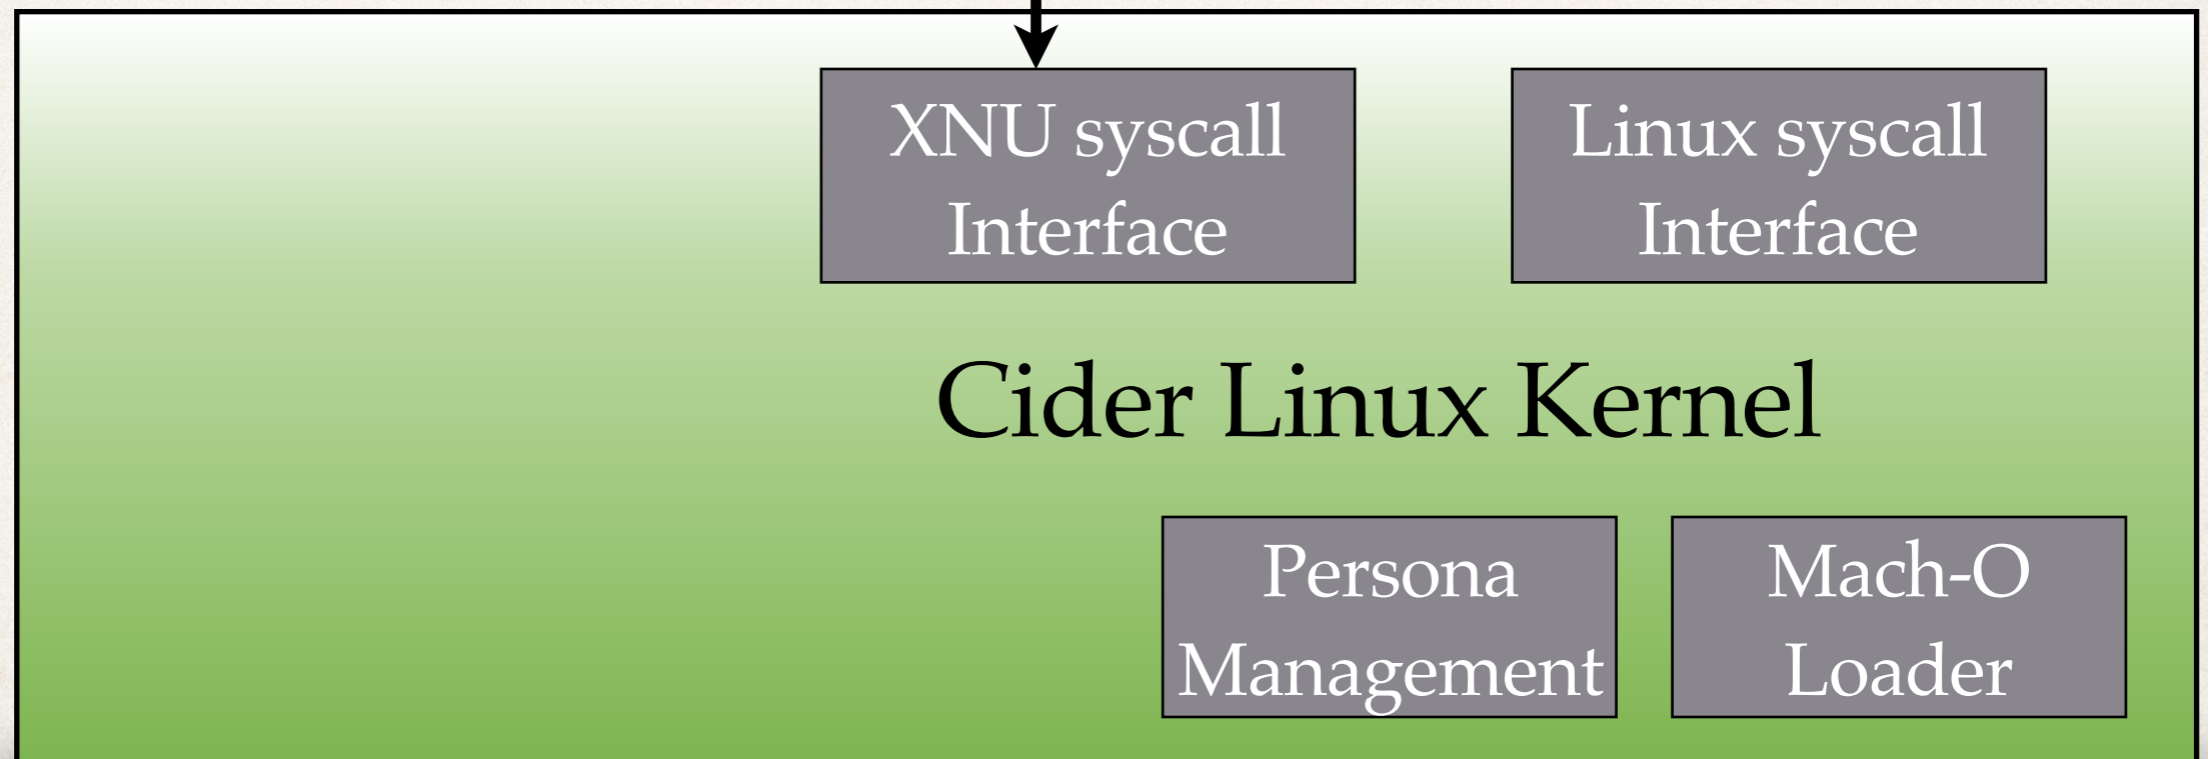 XNU syscall
Interface
Linux syscall
Interface
Cider Linux Kernel
Persona
Management
Mach-O
Loader